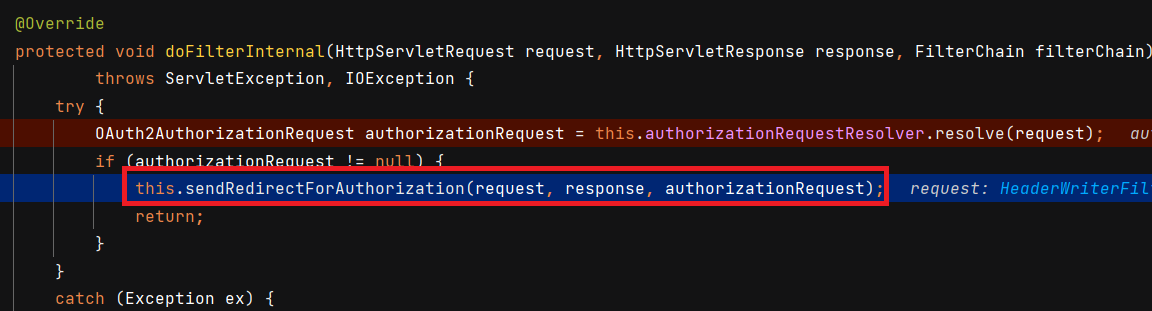 @Override
protected void doFilterInternal(HttpServletRequest request, HttpServletResponse response, FilterChain filterChain)
throws ServletException, IOException {
try {
OAuth2AuthorizationRequest authorizationRequest = this.authorizationRequestResolver.resolve(request); au
if (authorizationRequest != null) {
this.sendRedirectForAuthorization(request, response, authorizationRequest); request: HeaderWriterFil
return;
}
}
catch (Exception ex) {